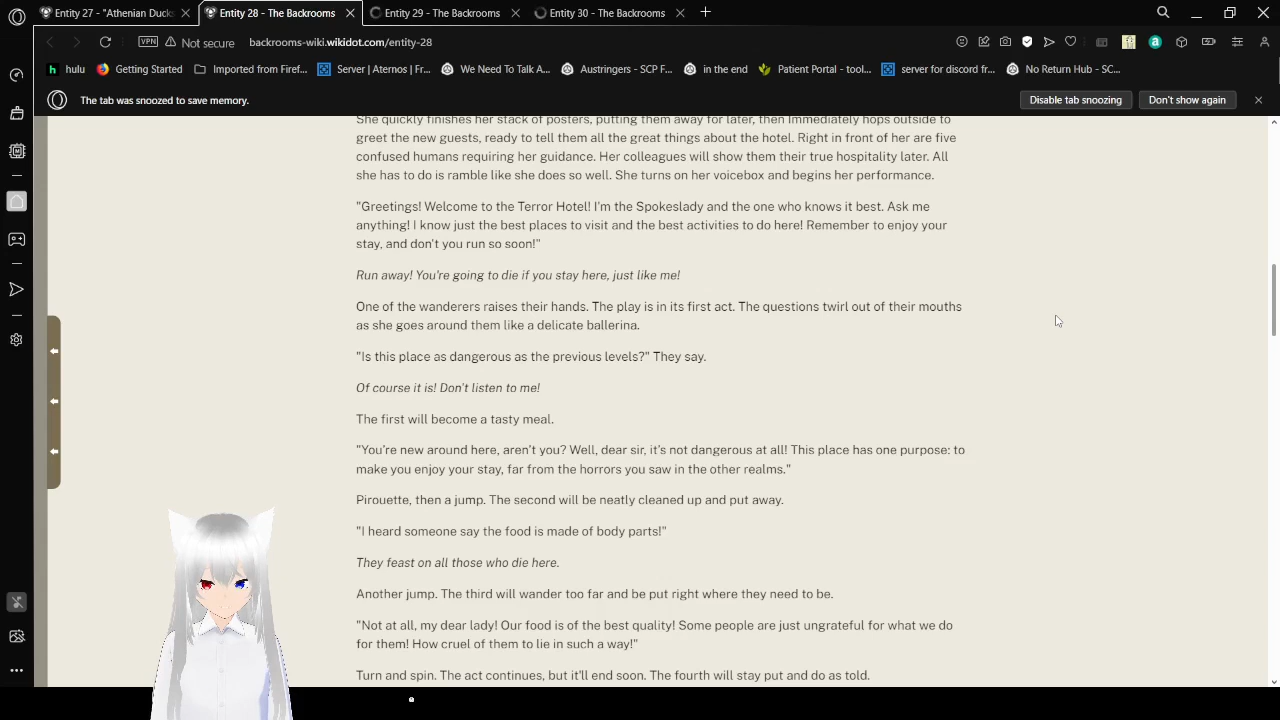 Entity 27 - "Athenian Ducks
Entity 28 - The Backrooms
Entity 29 - The Backrooms
Entity 30 - The Backrooms
VPN
Not secure
backrooms-wiki.wikidot.com/entity-28
hulu
Getting Started
Imported from Firef...
Server | Aternos | Fr...
We Need To Talk A...
Austringers - SCP F...
in the end
Patient Portal - tool...
server for discord fr...
No Return Hub - SC...
The tab was snoozed to save memory.
Disable tab snoozing
Don't show again
She quickly finishes her stack of posters, putting them away for later, then Immediately hops outside to
greet the new guests, ready to tell them all the great things about the hotel. Right in front of her are five
confused humans requiring her guidance. Her colleagues will show them their true hospitality later. All
she has to do is ramble like she does so well. She turns on her voicebox and begins her performance.
"Greetings! Welcome to the Terror Hotel! I'm the Spokeslady and the one who knows it best. Ask me
anything! I know just the best places to visit and the best activities to do here! Remember to enjoy your
stay, and don't you run so soon!"
Run away! You're going to die if you stay here, just like me!
One of the wanderers raises their hands. The play is in its first act. The questions twirl out of their mouths
as she goes around them like a delicate ballerina.
"Is this place as dangerous as the previous levels?" They say.
Of course it is! Don't listen to me!
The first will become a tasty meal.
"You're new around here, aren't you? Well, dear sir, it's not dangerous at all! This place has one purpose: to
make you enjoy your stay, far from the horrors you saw in the other realms."
Pirouette, then a jump. The second will be neatly cleaned up and put away.
"I heard someone say the food is made of body parts!"
They feast on all those who die here.
Another jump. The third will wander too far and be put right where they need to be.
"Not at all, my dear lady! Our food is of the best quality! Some people are just ungrateful for what we do
for them! How cruel of them to lie in such a way!"
Turn and spin. The act continues, but it'll end soon. The fourth will stay put and do as told.